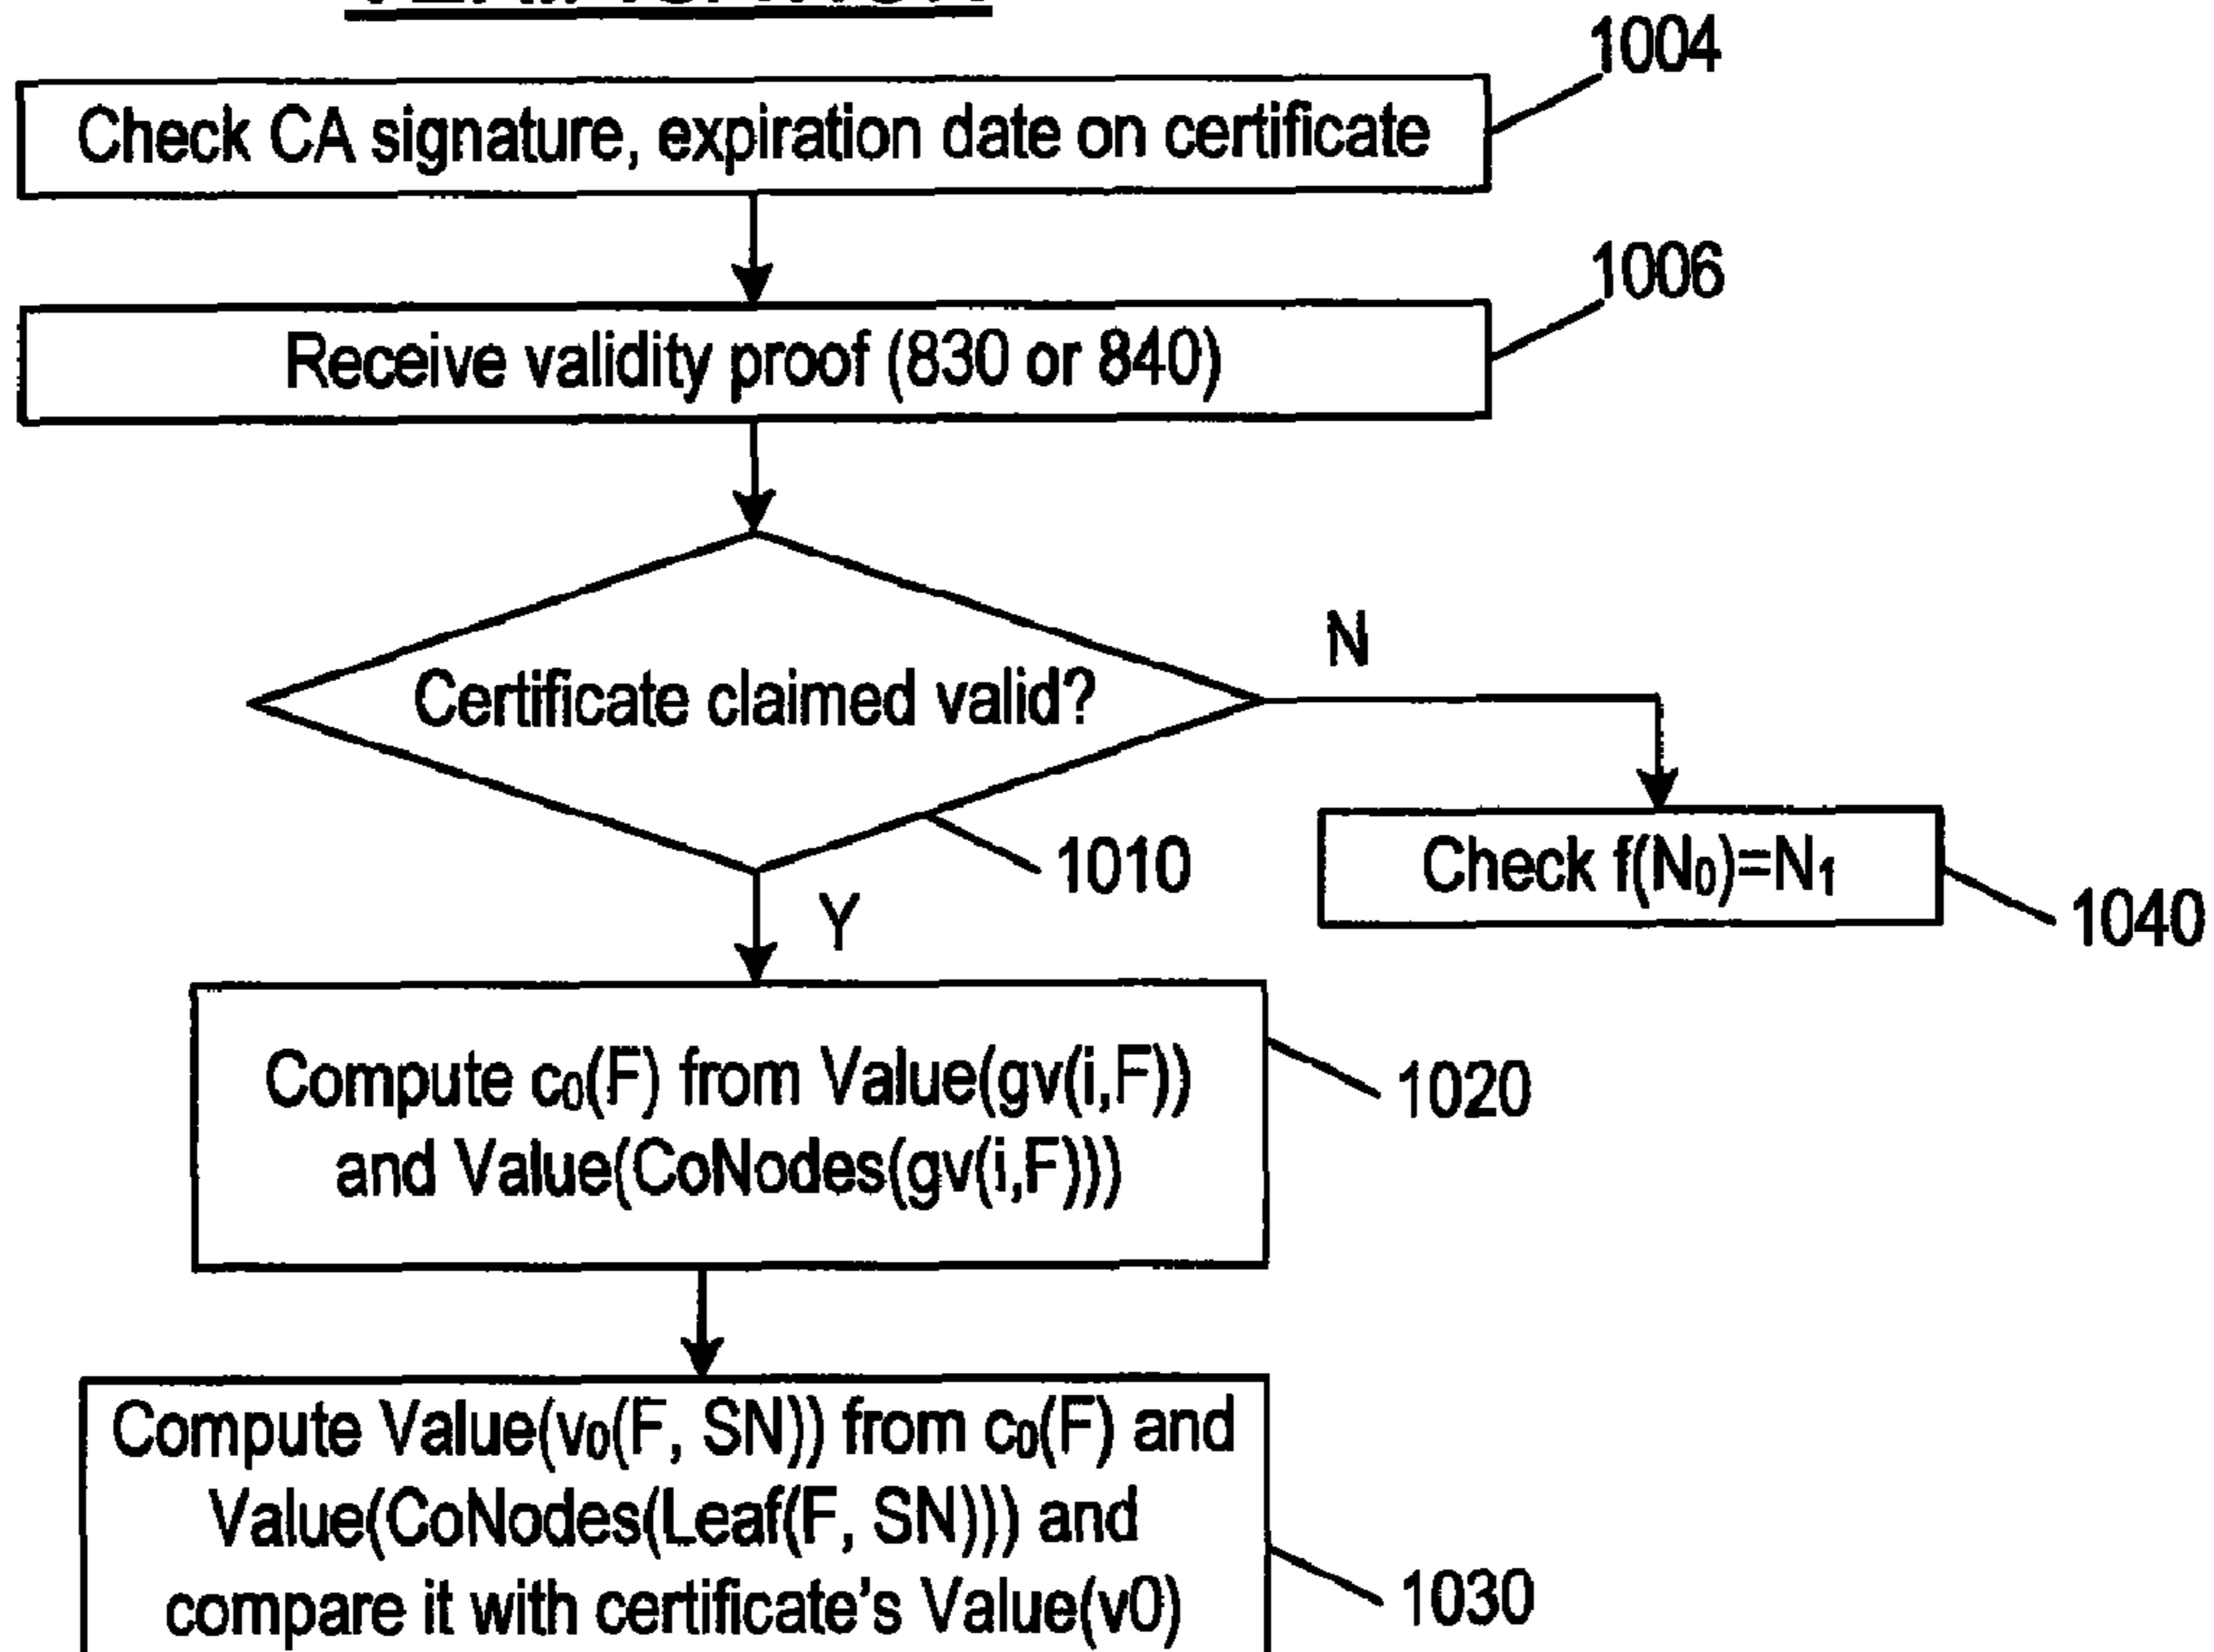 1004
Check CA signature, expiration date on certificate
1006
Receive validity proof (830 or 840)
N
Certificate claimed valid?
1010
Check f(N₀)=N₁
1040
Y
Compute c₀(F) from Value(gv(i,F))
and Value(CoNodes(gv(i,F)))
1020
Compute Value(v₀(F, SN)) from c₀(F) and
Value(CoNodes(Leaf(F, SN))) and
compare it with certificate's Value(v0)
1030